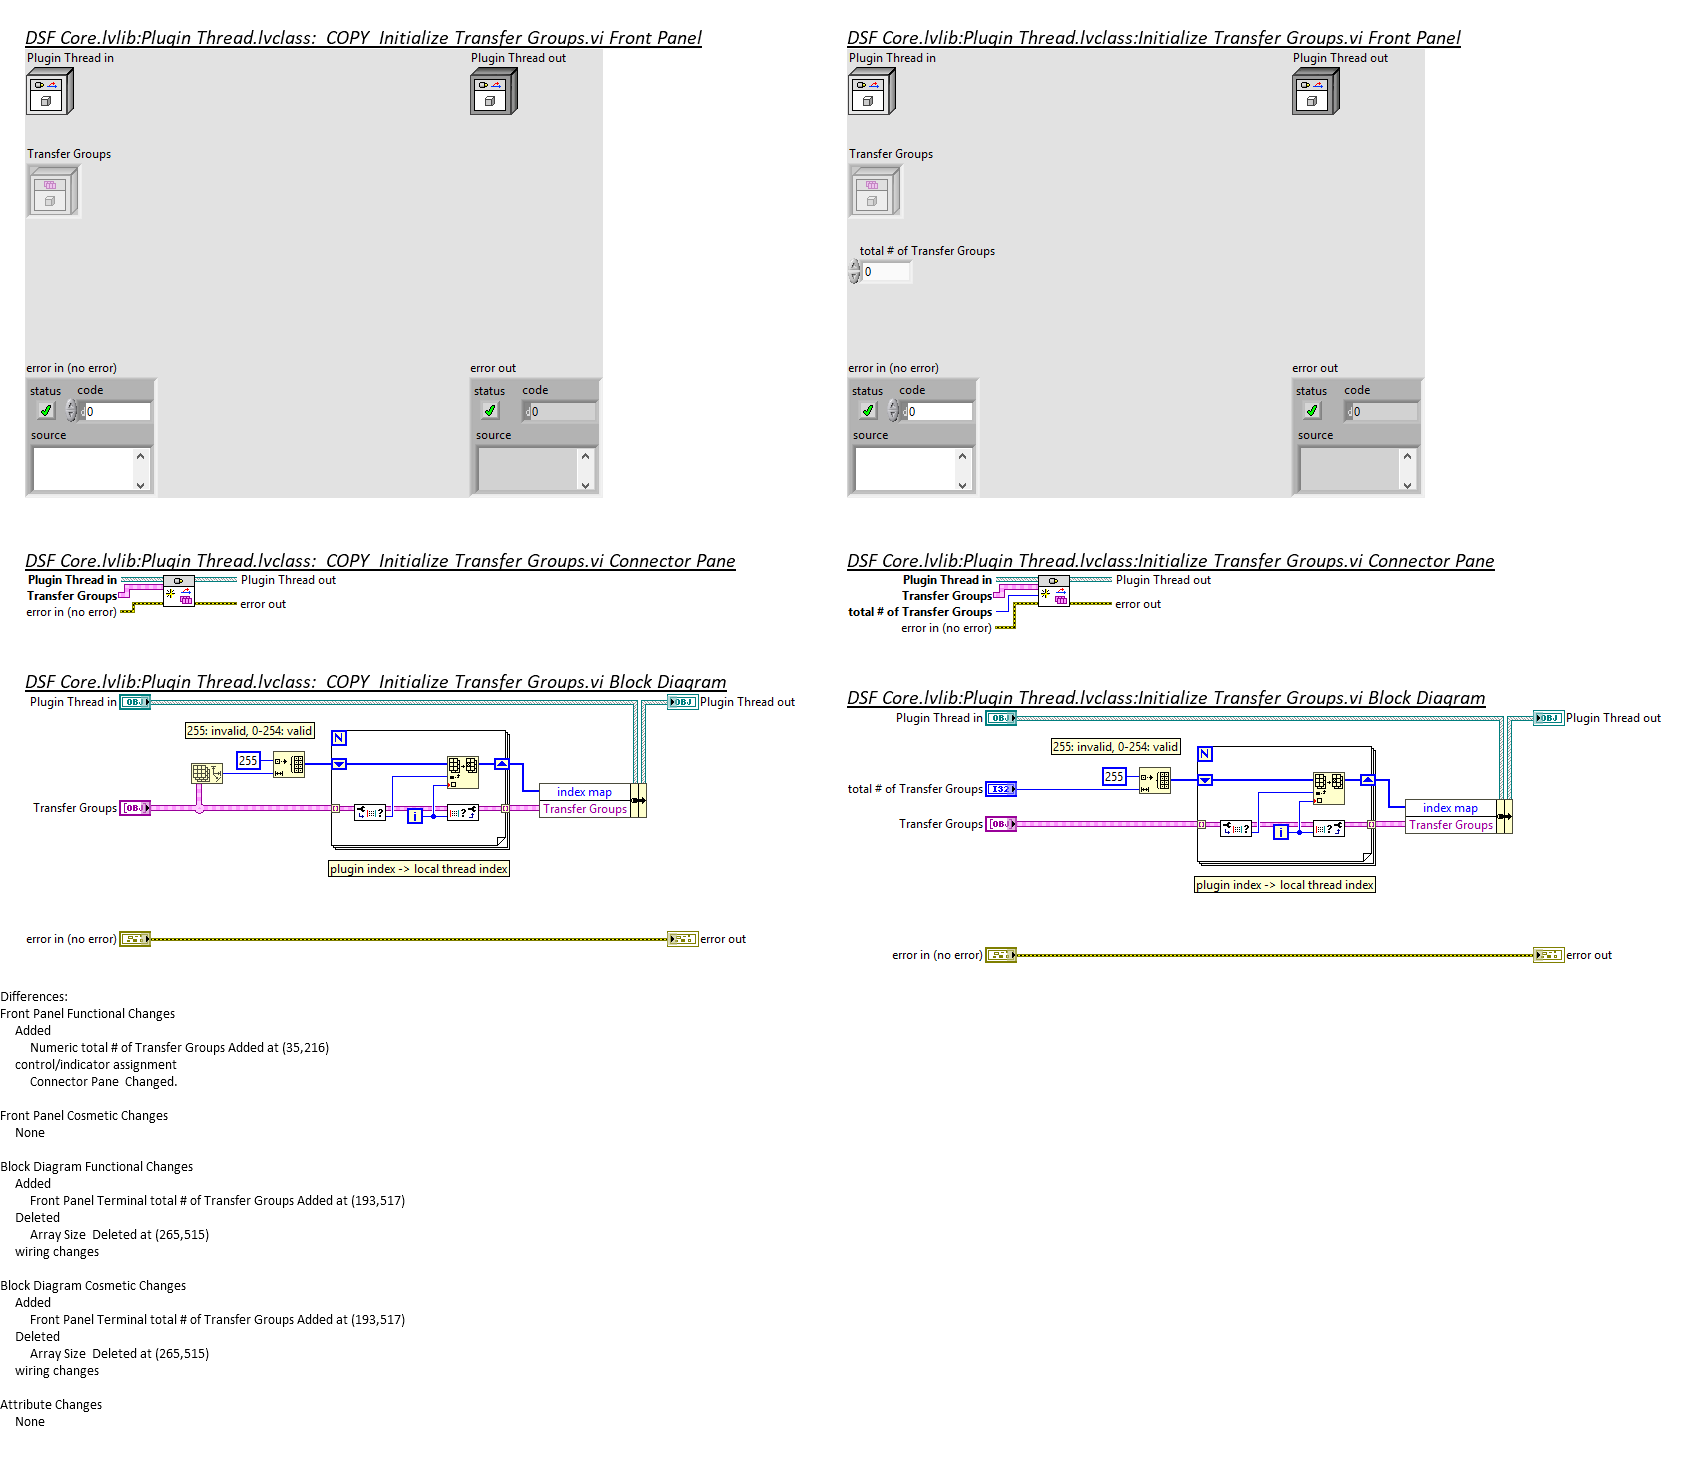 DSF Core.lvlib:Plugin Thread.lvclass:_COPY_Initialize Transfer Groups.vi Front Panel
Plugin Thread in
Plugin Thread out
Transfer Groups
error in (no error)
status
code
d0
source
error out
status
code
d0
source
DSF Core.lvlib:Plugin Thread.lvclass:Initialize Transfer Groups.vi Front Panel
Plugin Thread in
Plugin Thread out
Transfer Groups
total # of Transfer Groups
0
error in (no error)
status
code
d0
source
error out
status
code
d0
source
DSF Core.lvlib:Plugin Thread.lvclass:_COPY_Initialize Transfer Groups.vi Connector Pane
Plugin Thread in
Plugin Thread out
Transfer Groups
error in (no error)
error out
DSF Core.lvlib:Plugin Thread.lvclass:Initialize Transfer Groups.vi Connector Pane
Plugin Thread in
Plugin Thread out
Transfer Groups
total # of Transfer Groups
error in (no error)
error out
DSF Core.lvlib:Plugin Thread.lvclass:_COPY_Initialize Transfer Groups.vi Block Diagram
Plugin Thread in
OBJ
OBJ
Plugin Thread out
255: invalid, 0-254: valid
N
255
index map
Transfer Groups
[OBJ]
i
?
?
Transfer Groups
plugin index -> local thread index
error in (no error)
error out
DSF Core.lvlib:Plugin Thread.lvclass:Initialize Transfer Groups.vi Block Diagram
Plugin Thread in
OBJ
OBJ
Plugin Thread out
255: invalid, 0-254: valid
N
255
total # of Transfer Groups
I32
index map
Transfer Groups
[OBJ]
i
?
?
Transfer Groups
plugin index -> local thread index
error in (no error)
error out
Differences:
Front Panel Functional Changes
Added
Numeric total # of Transfer Groups Added at (35,216)
control/indicator assignment
Connector Pane  Changed.
Front Panel Cosmetic Changes
None
Block Diagram Functional Changes
Added
Front Panel Terminal total # of Transfer Groups Added at (193,517)
Deleted
Array Size  Deleted at (265,515)
wiring changes
Block Diagram Cosmetic Changes
Added
Front Panel Terminal total # of Transfer Groups Added at (193,517)
Deleted
Array Size  Deleted at (265,515)
wiring changes
Attribute Changes
None